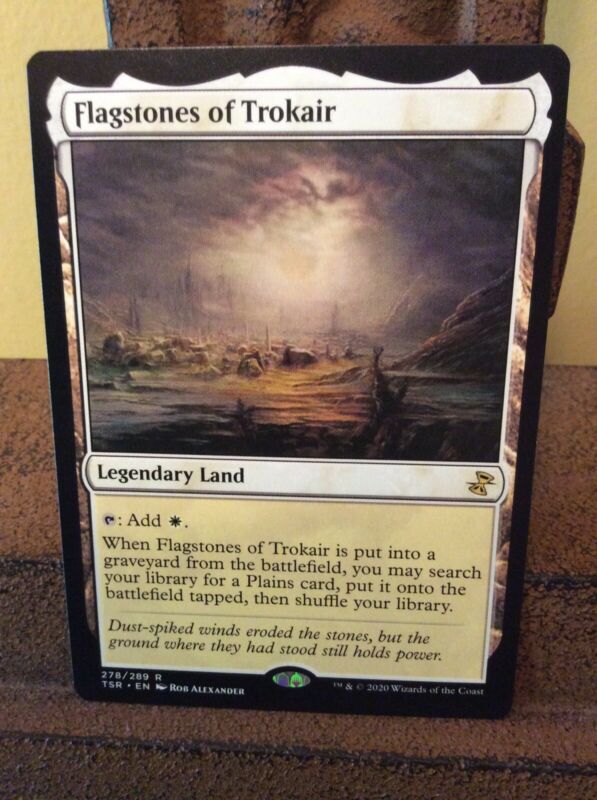 Flagstones of Trokair
Legendary Land
: Add .
When Flagstones of Trokair is put into a
graveyard from the battlefield, you may search
your library for a Plains card, put it onto the
battlefield tapped, then shuffle your library.
Dust-spiked winds eroded the stones, but the
ground where they had stood still holds power.
278/289 R
TSR • EN Rob Alexander
™ & © 2020 Wizards of the Coast